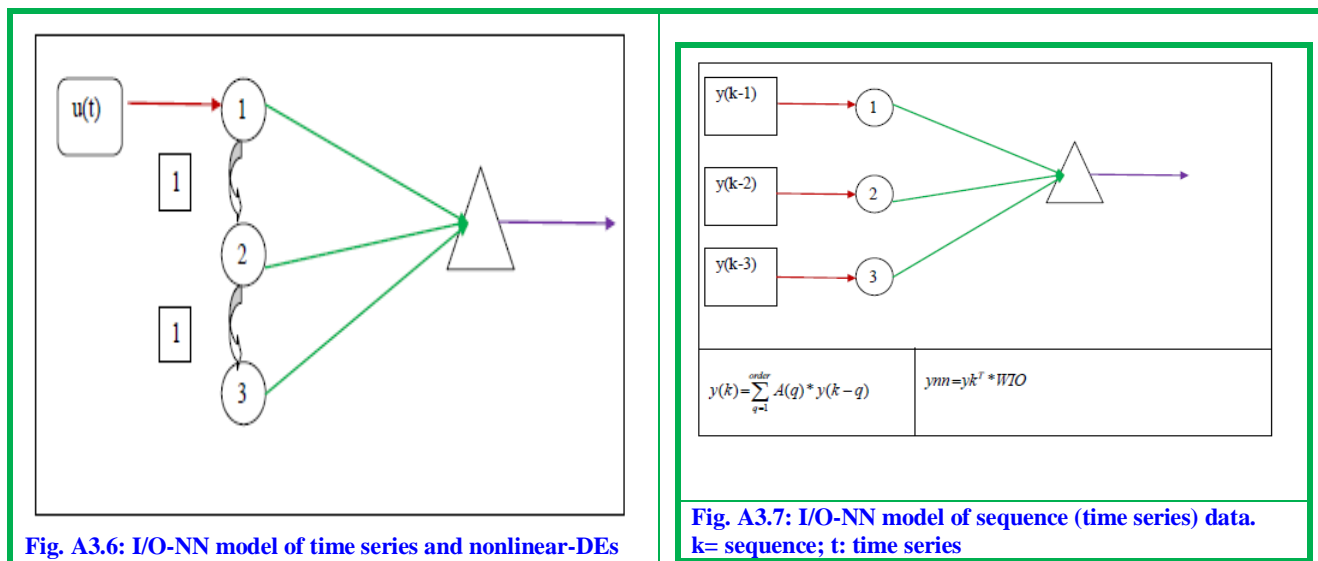 u(t)
1
1
2
1
3
Fig. A3.6: I/O-NN model of time series and nonlinear-DEs
y(k-1)
1
y(k-2)
2
y(k-3)
3
y(k)=\sum_{q=1}^{order} A(q)* y(k-q)
ynn=yk^T *WIO
Fig. A3.7: I/O-NN model of sequence (time series) data.
k= sequence; t: time series